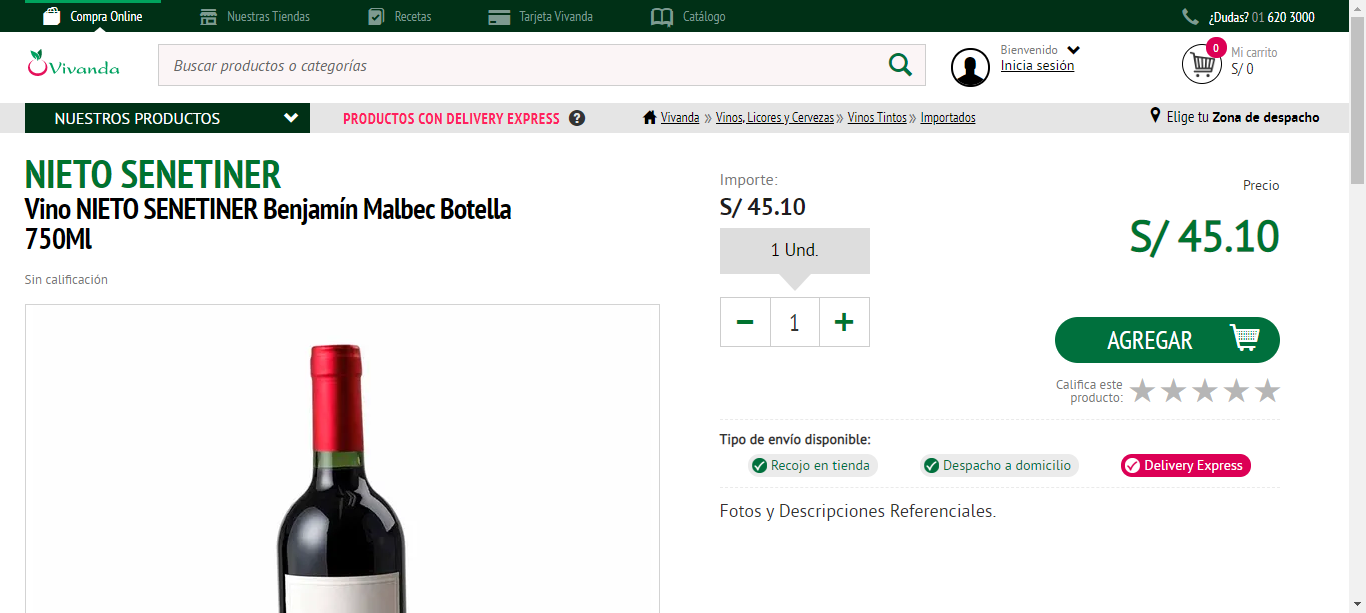 Compra Online
Nuestras Tiendas
Recetas
Tarjeta Vivanda
Catálogo
¿Dudas? 01 620 3000
Vivanda
Buscar productos o categorías
Bienvenido
Inicia sesión
0
Mi carrito
S/ 0
NUESTROS PRODUCTOS
PRODUCTOS CON DELIVERY EXPRESS ?
Vivanda » Vinos, Licores y Cervezas » Vinos Tintos » Importados
Elige tu Zona de despacho
NIETO SENETINER
Vino NIETO SENETINER Benjamín Malbec Botella
750Ml
Sin calificación
Importe:
S/ 45.10
1 Und.
− 1 +
Precio
S/ 45.10
AGREGAR
Califica este
producto:
Tipo de envío disponible:
Recojo en tienda
Despacho a domicilio
Delivery Express
Fotos y Descripciones Referenciales.